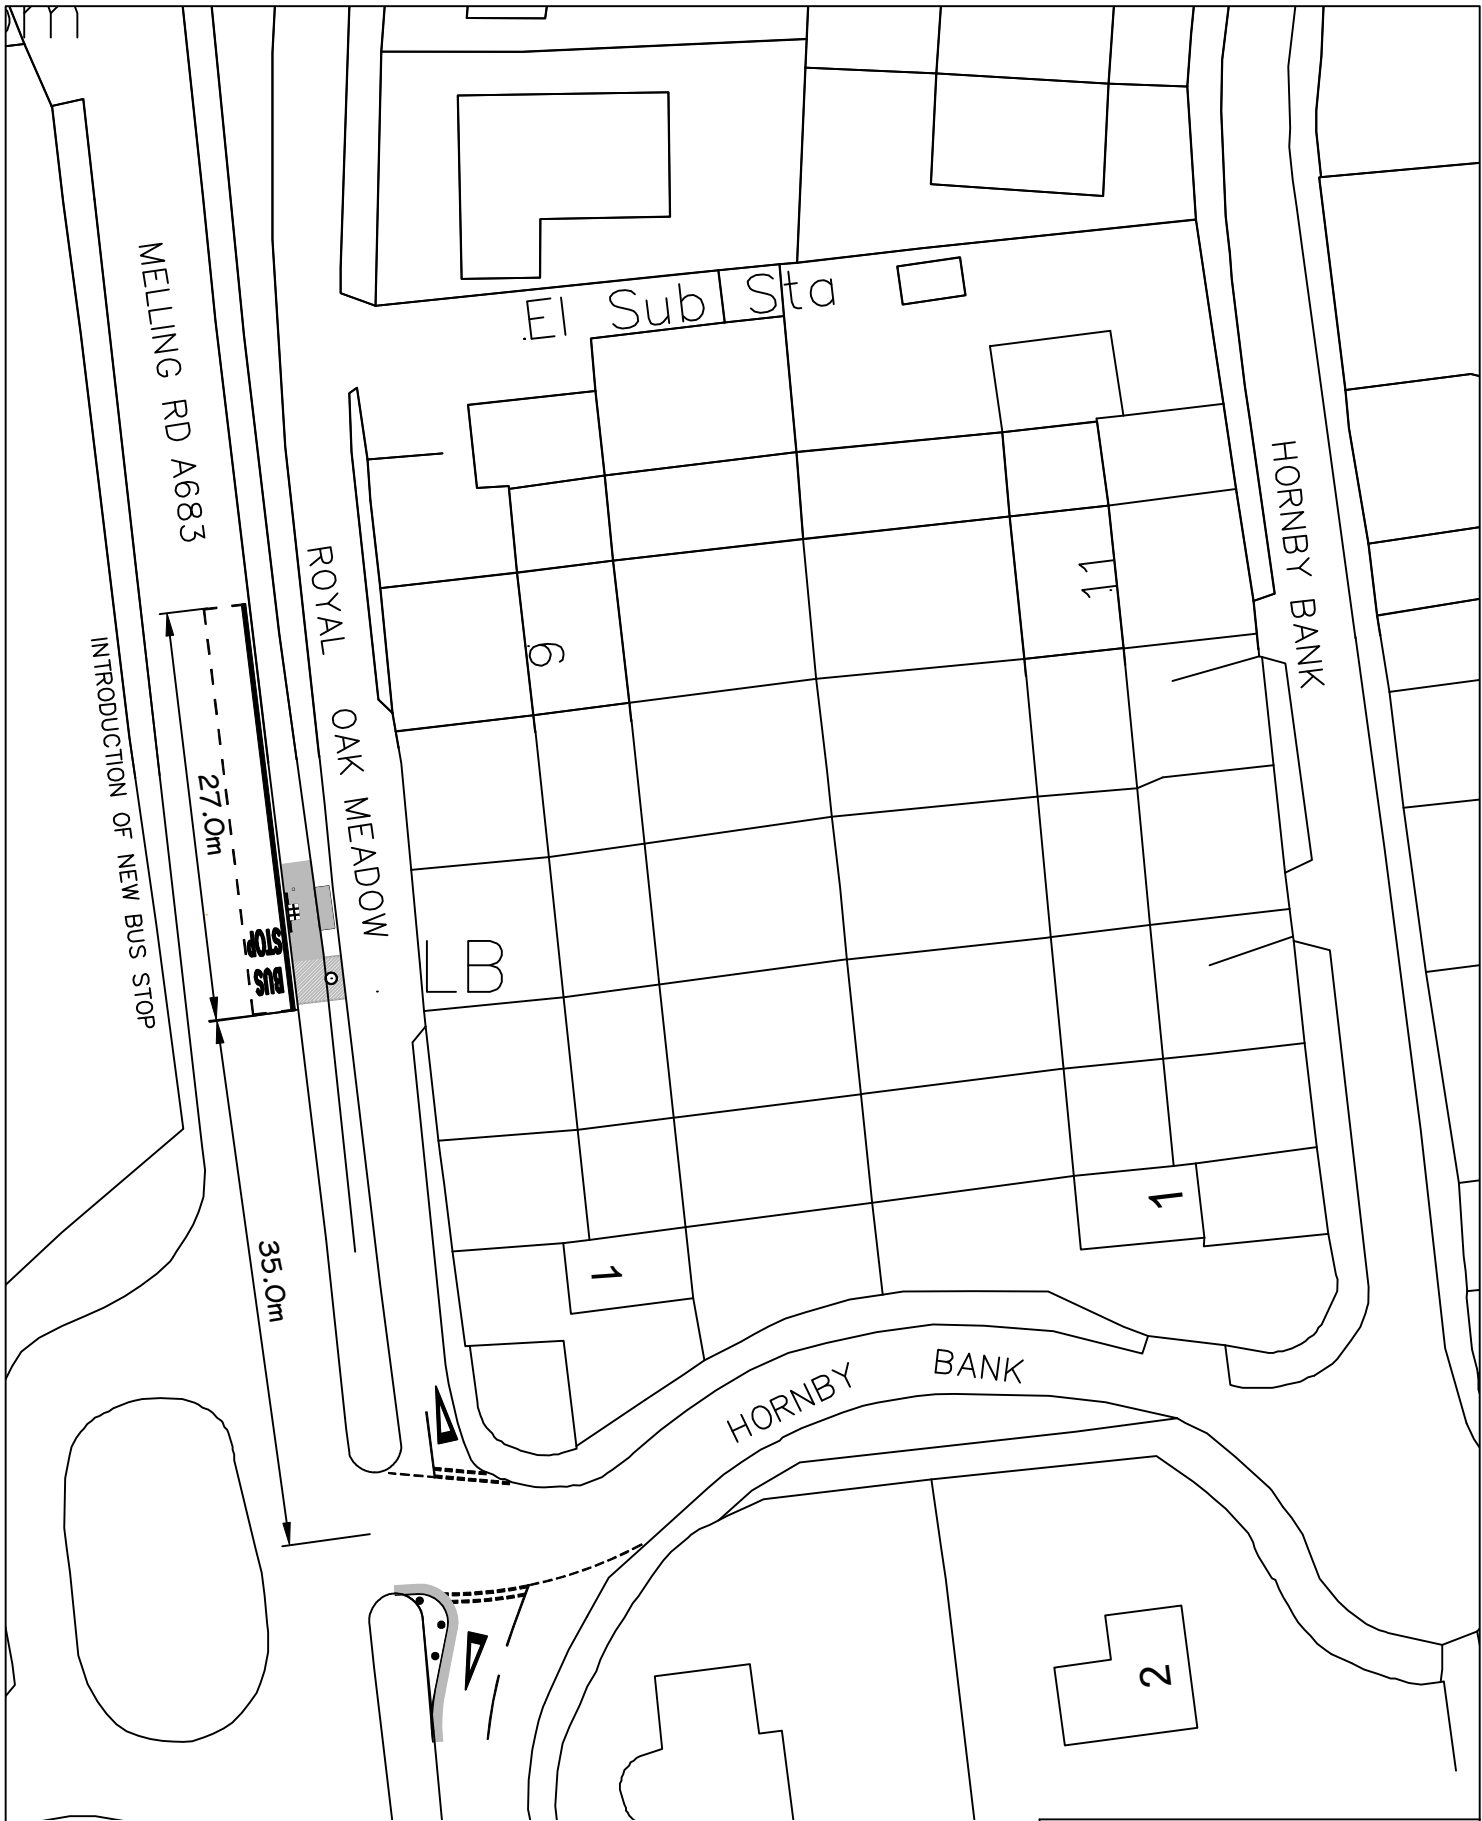 El Sub Sta
MELLING RD A683
HORNBY BANK
ROYAL OAK MEADOW
11
9
INTRODUCTION OF NEW BUS STOP
27.0m
BUS
STOP
LB
1
1
35.0m
HORNBY BANK
2